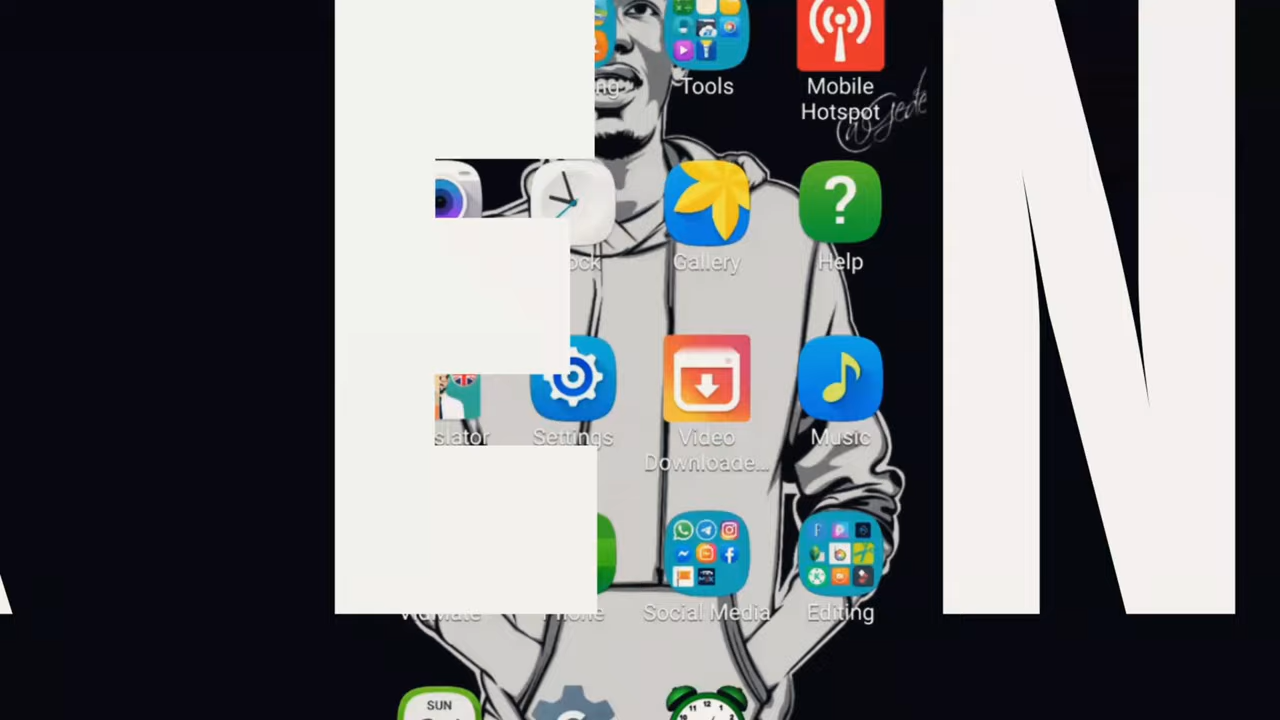 E N
Tools
Mobile
Hotspot
Gallery
Help
Settings
Video
Downloade...
Music
Social Media
Editing
SUN